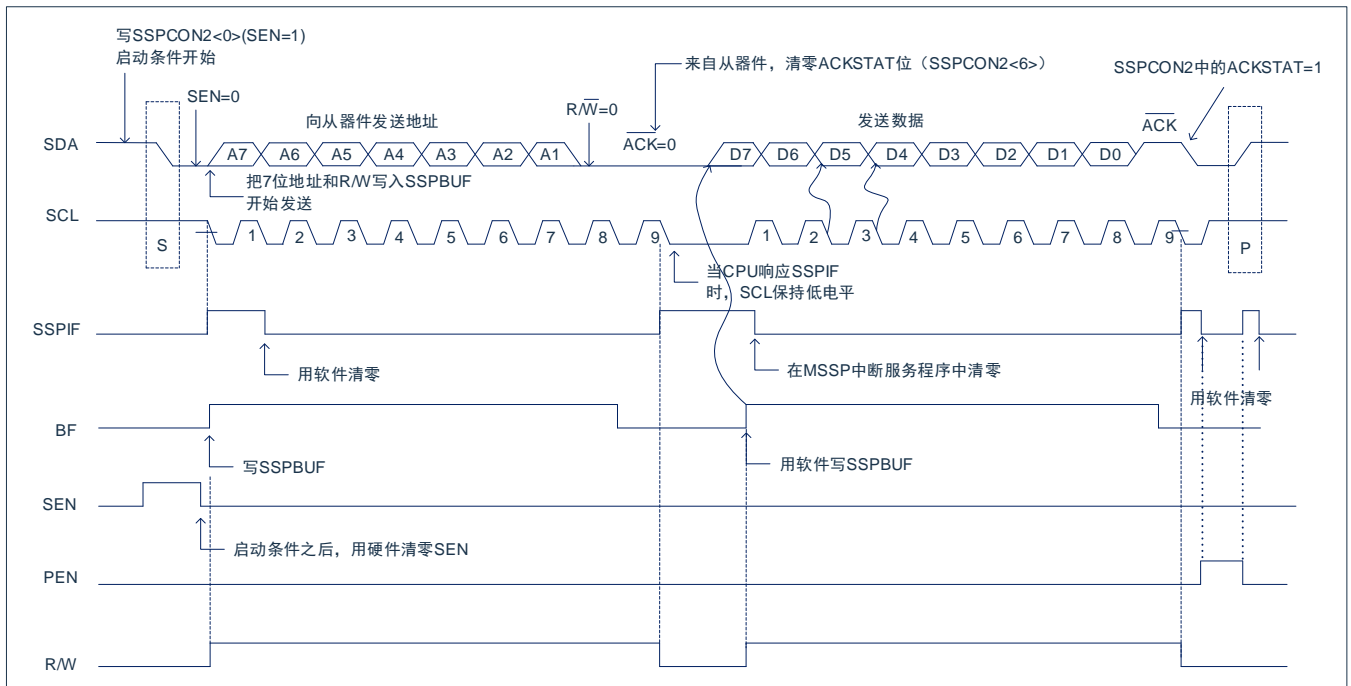 写SSPCON2<0>(SEN=1)
启动条件开始
SEN=0
来自从器件，清零ACKSTAT位（SSPCON2<6>）
SSPCON2中的ACKSTAT=1
向从器件发送地址
R/W̅=0
A̅C̅K̅=0
发送数据
A̅C̅K̅
SDA
A7 A6 A5 A4 A3 A2 A1
D7 D6 D5 D4 D3 D2 D1 D0
把7位地址和R/W写入SSPBUF
开始发送
SCL
S
1 2 3 4 5 6 7 8 9
1 2 3 4 5 6 7 8 9
P
当CPU响应SSPIF
时，SCL保持低电平
SSPIF
用软件清零
在MSSP中断服务程序中清零
用软件清零
BF
写SSPBUF
用软件写SSPBUF
SEN
启动条件之后，用硬件清零SEN
PEN
R/W